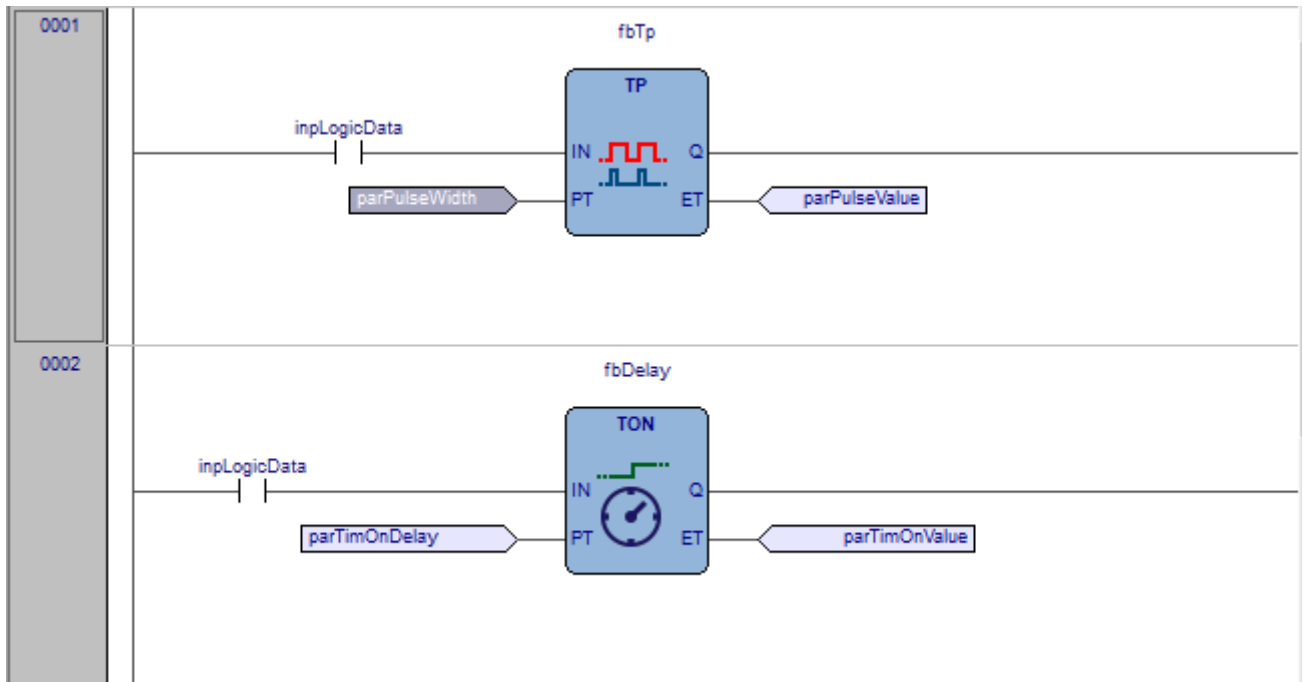 0001
fbTp
TP
inpLogicData
IN Q
parPulseWidth PT ET parPulseValue
0002
fbDelay
TON
inpLogicData
IN Q
parTimOnDelay PT ET parTimOnValue